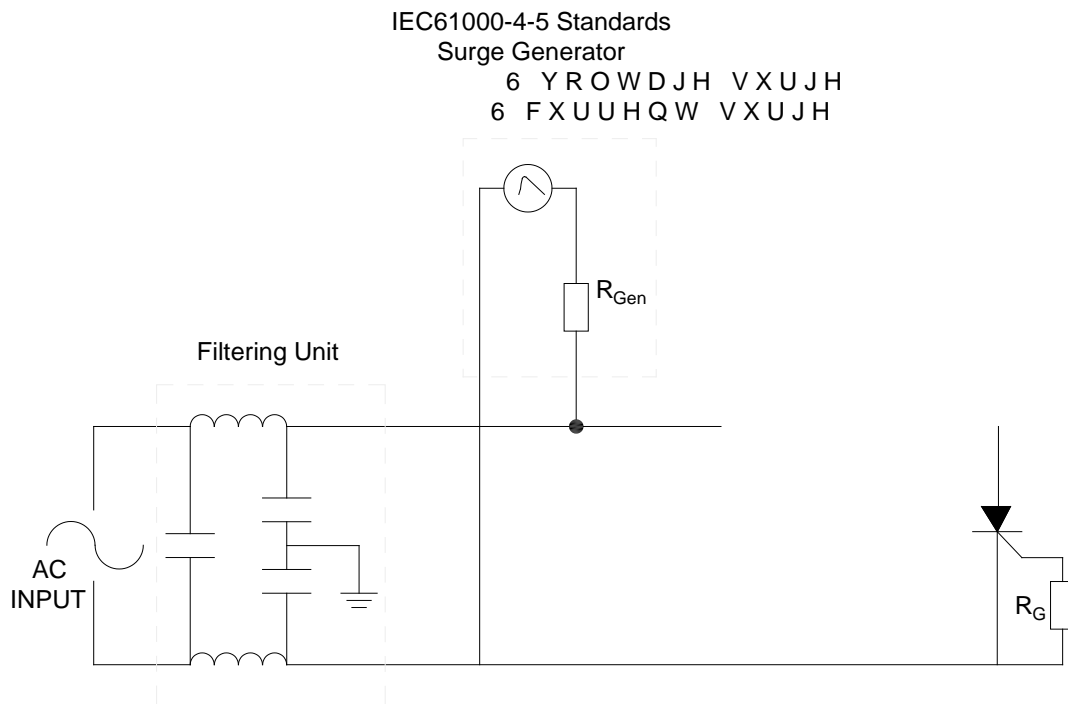 IEC61000-4-5 Standards
Surge Generator
6 YROWDJH VXUJH
6 FXUUHQW VXUJH
RGen
Filtering Unit
AC
INPUT
RG